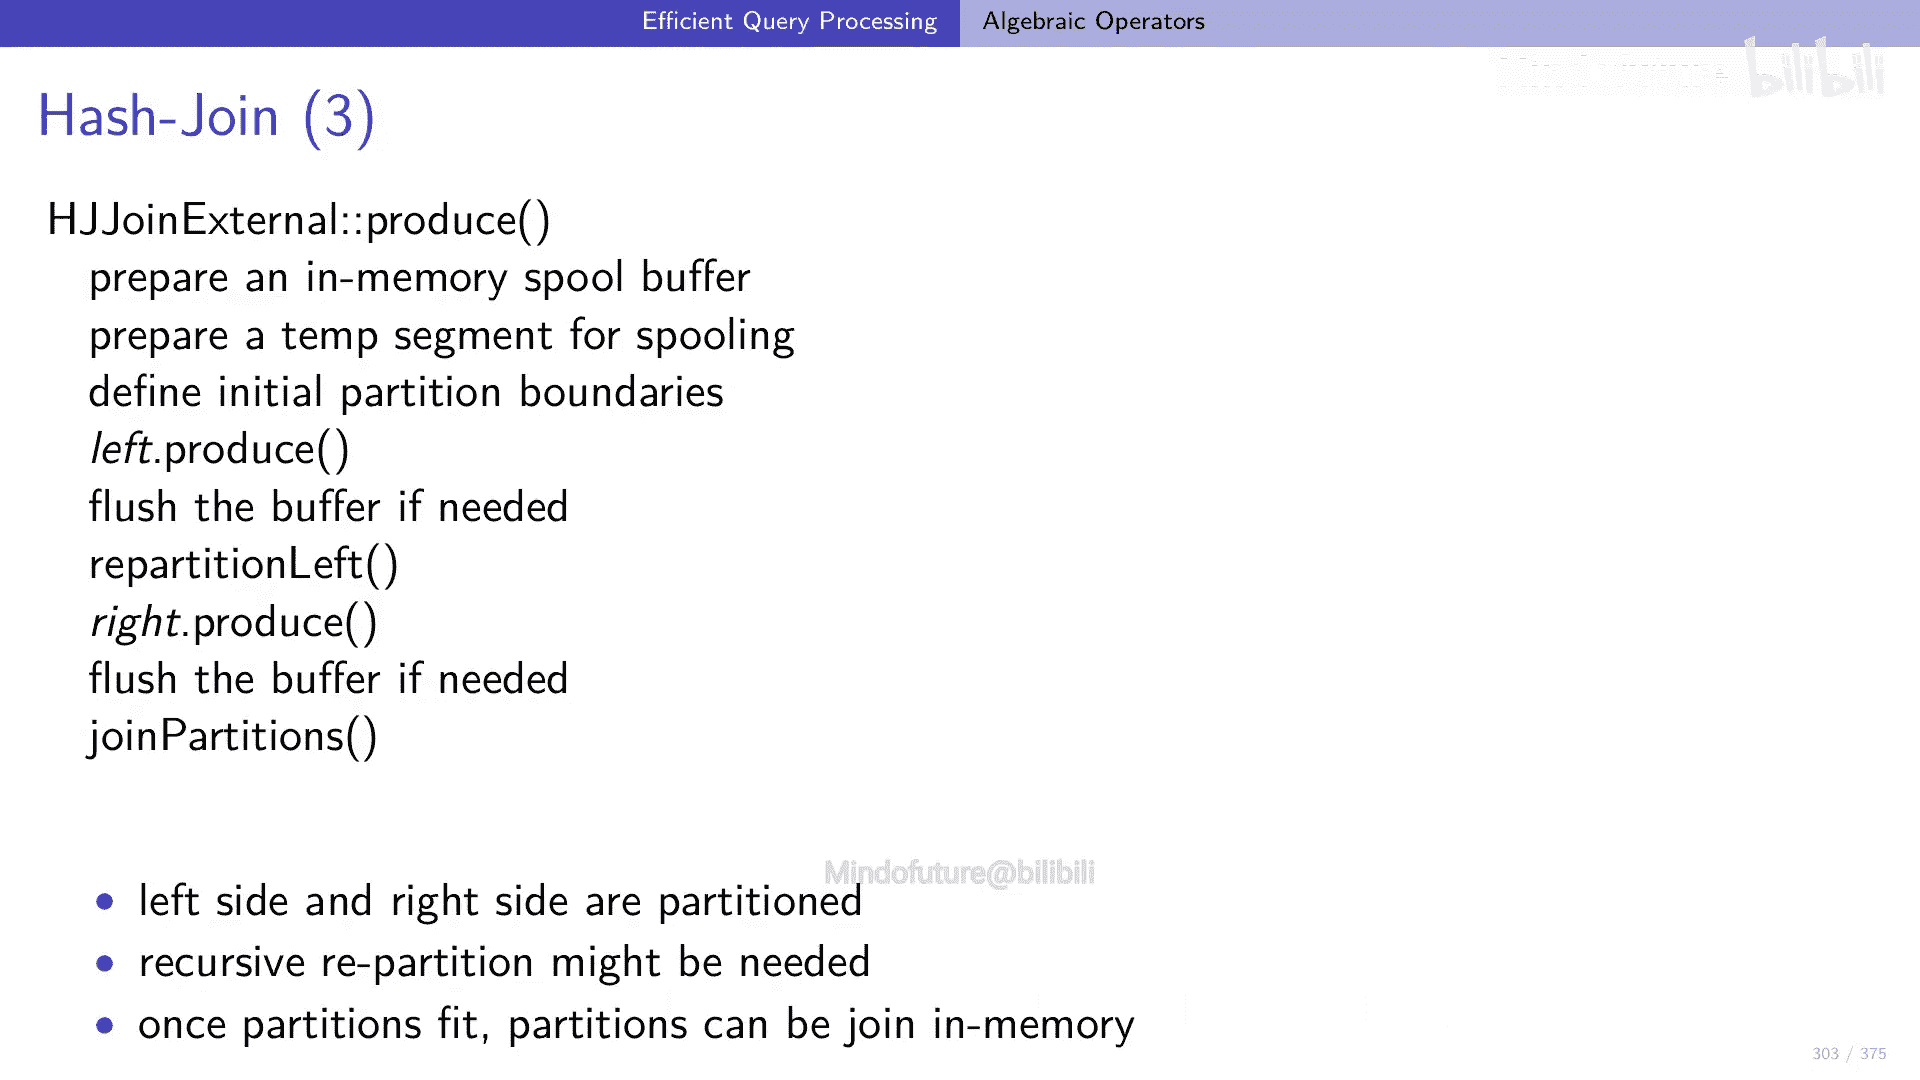 Efficient Query Processing
Algebraic Operators
bilibili
Hash-Join (3)
HJJoinExternal::produce()
prepare an in-memory spool buffer
prepare a temp segment for spooling
define initial partition boundaries
left.produce()
flush the buffer if needed
repartitionLeft()
right.produce()
flush the buffer if needed
joinPartitions()
Mindofuture@bilibili
• left side and right side are partitioned
• recursive re-partition might be needed
• once partitions fit, partitions can be join in-memory
303 / 375